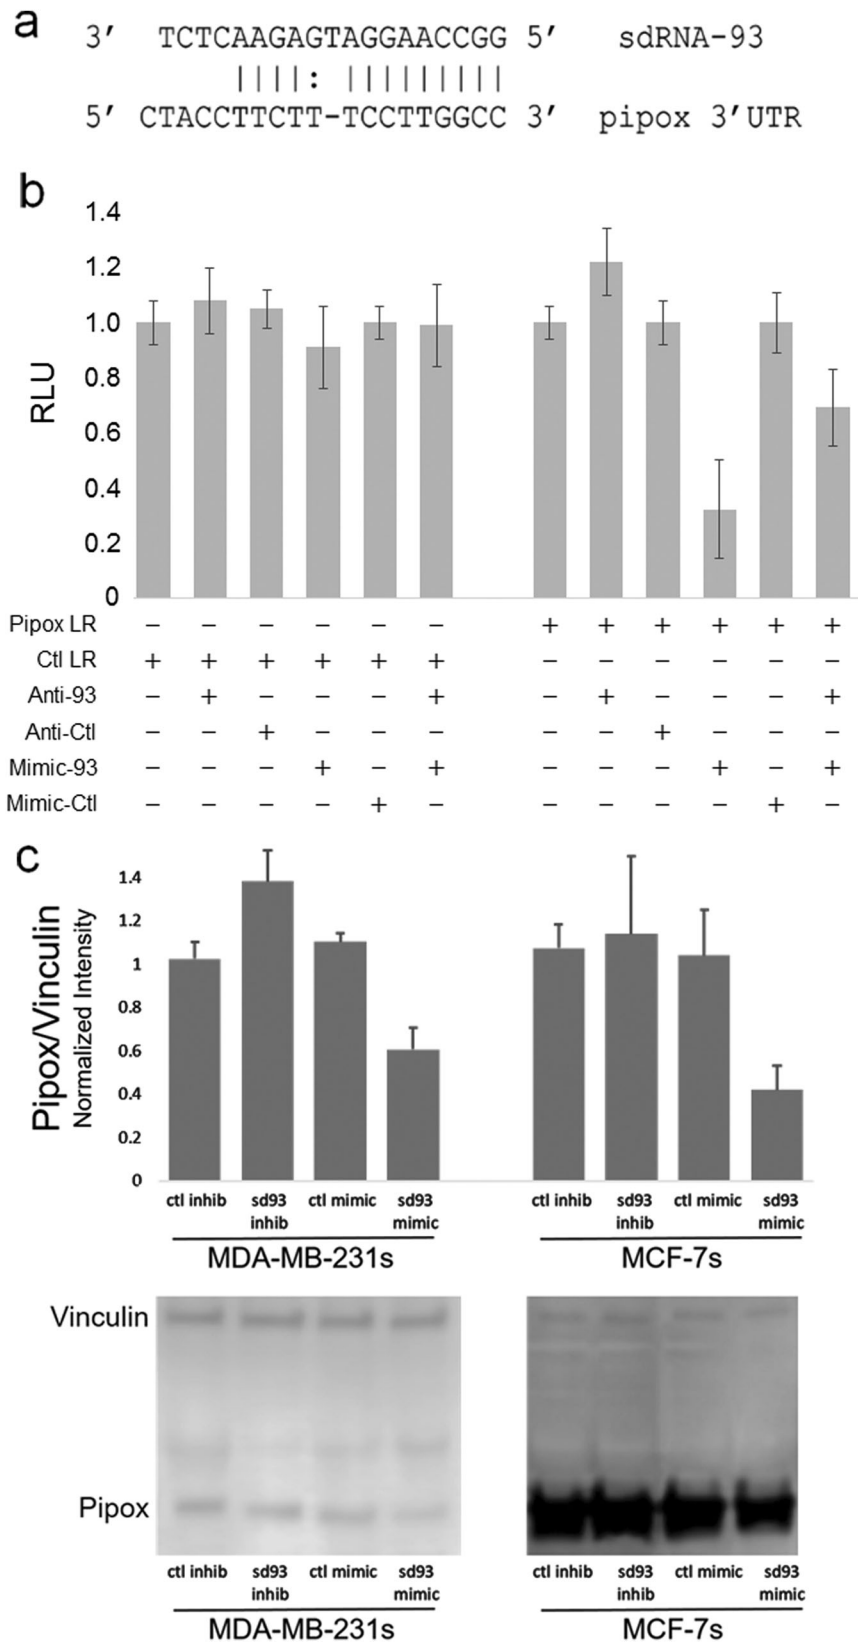 a
3′ TCTCAAGAGTAGGAACCGG 5′ sdRNA-93
||||: |||||||||
5′ CTACCTTCTT-TCCTTGGCC 3′ pipox 3′UTR
b
RLU
1.4
1.2
1.0
0.8
0.6
0.4
0.2
0
Pipox LR – – – – – – + + + + + +
Ctl LR + + + + + + – – – – – –
Anti-93 – + – – – + – + – – – +
Anti-Ctl – – + – – – – – + – – –
Mimic-93 – – – + – + – – – + – +
Mimic-Ctl – – – – + – – – – – + –
c
Pipox/Vinculin
Normalized Intensity
1.4
1.2
1
0.8
0.6
0.4
0.2
0
ctl inhib sd93 inhib ctl mimic sd93 mimic ctl inhib sd93 inhib ctl mimic sd93 mimic
MDA-MB-231s MCF-7s
Vinculin
Pipox
ctl inhib sd93 inhib ctl mimic sd93 mimic ctl inhib sd93 inhib ctl mimic sd93 mimic
MDA-MB-231s MCF-7s